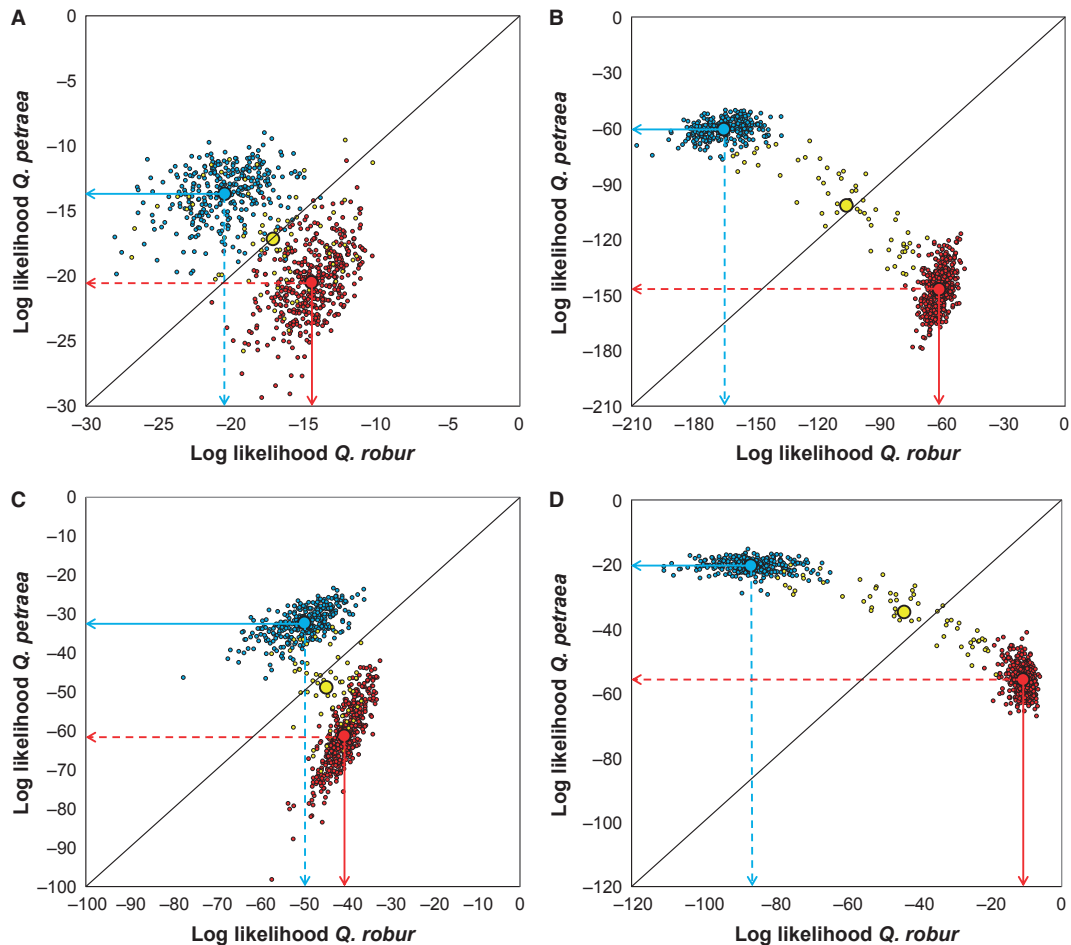 A
0
–5
–10
–15
–20
–25
–30
Log likelihood Q. petraea
–30 –25 –20 –15 –10 –5 0
Log likelihood Q. robur
B
0
–30
–60
–90
–120
–150
–180
–210
Log likelihood Q. petraea
–210 –180 –150 –120 –90 –60 –30 0
Log likelihood Q. robur
C
0
–10
–20
–30
–40
–50
–60
–70
–80
–90
–100
Log likelihood Q. petraea
–100 –90 –80 –70 –60 –50 –40 –30 –20 –10 0
Log likelihood Q. robur
D
0
–20
–40
–60
–80
–100
–120
Log likelihood Q. petraea
–120 –100 –80 –60 –40 –20 0
Log likelihood Q. robur